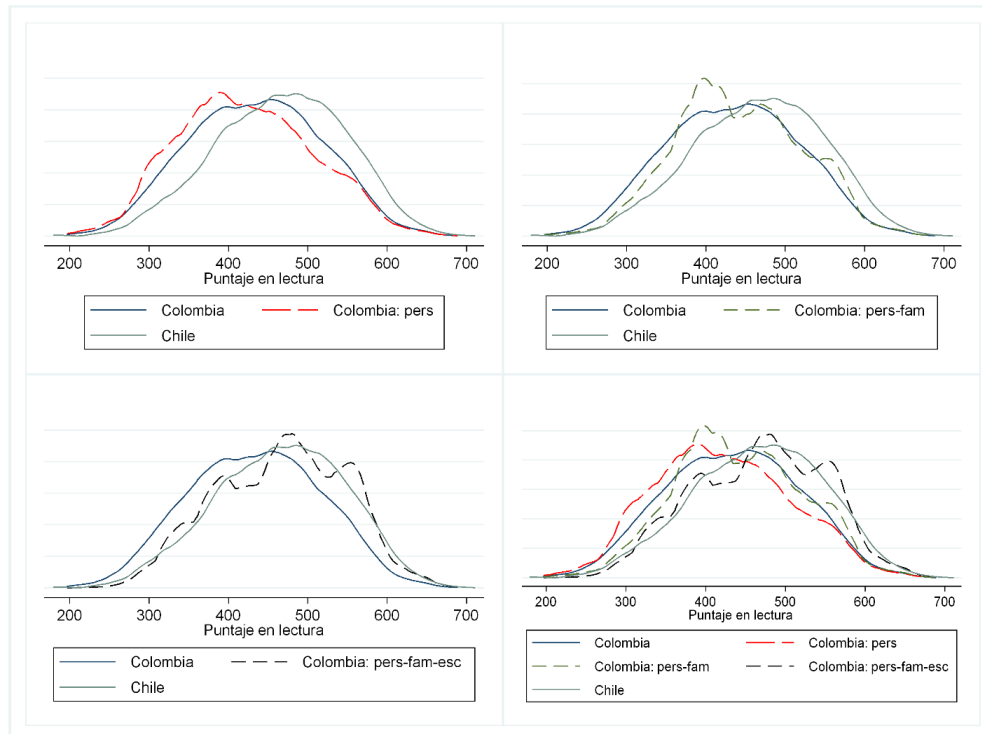 200 300 400 500 600 700
Puntaje en lectura
Colombia Colombia: pers
Chile
200 300 400 500 600 700
Puntaje en lectura
Colombia Colombia: pers-fam
Chile
200 300 400 500 600 700
Puntaje en lectura
Colombia Colombia: pers-fam-esc
Chile
200 300 400 500 600 700
Puntaje en lectura
Colombia Colombia: pers
Colombia: pers-fam Colombia: pers-fam-esc
Chile